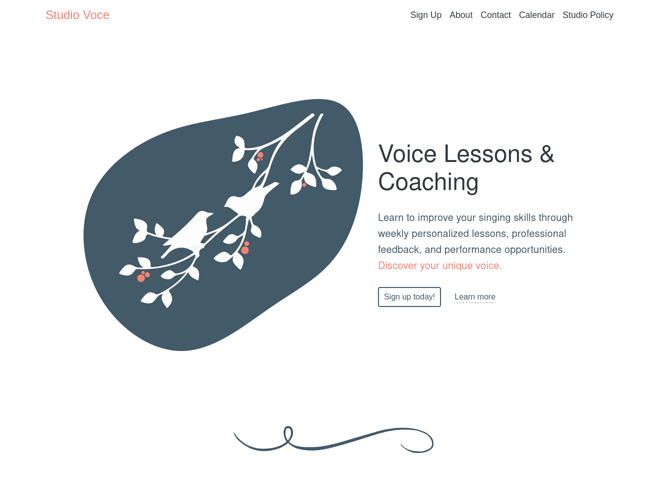 Studio Voce
Sign Up About Contact Calendar Studio Policy
Voice Lessons &
Coaching
Learn to improve your singing skills through
weekly personalized lessons, professional
feedback, and performance opportunities.
Discover your unique voice.
Sign up today! Learn more